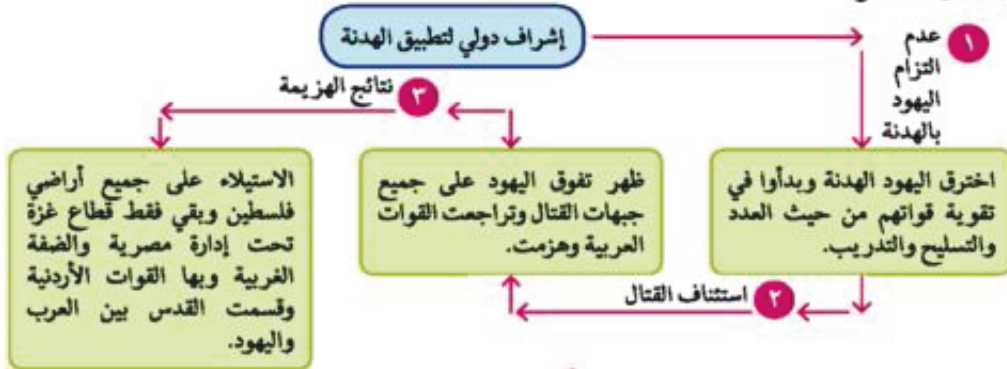 إشراف دولي لتطبيق الهدنة
١ عدم
التزام
اليهود
بالهدنة
اخترق اليهود الهدنة وبدأوا في
تقوية قواتهم من حيث العدد
والتسليح والتدريب.
٢ استئناف القتال
ظهر تفوق اليهود على جميع
جبهات القتال وتراجعت القوات
العربية وهزمت.
٣ نتائج الهزيمة
الاستيلاء على جميع أراضي
فلسطين وبقي فقط قطاع غزة
تحت إدارة مصرية والضفة
الغربية وبها القوات الأردنية
وقسمت القدس بين العرب
واليهود.